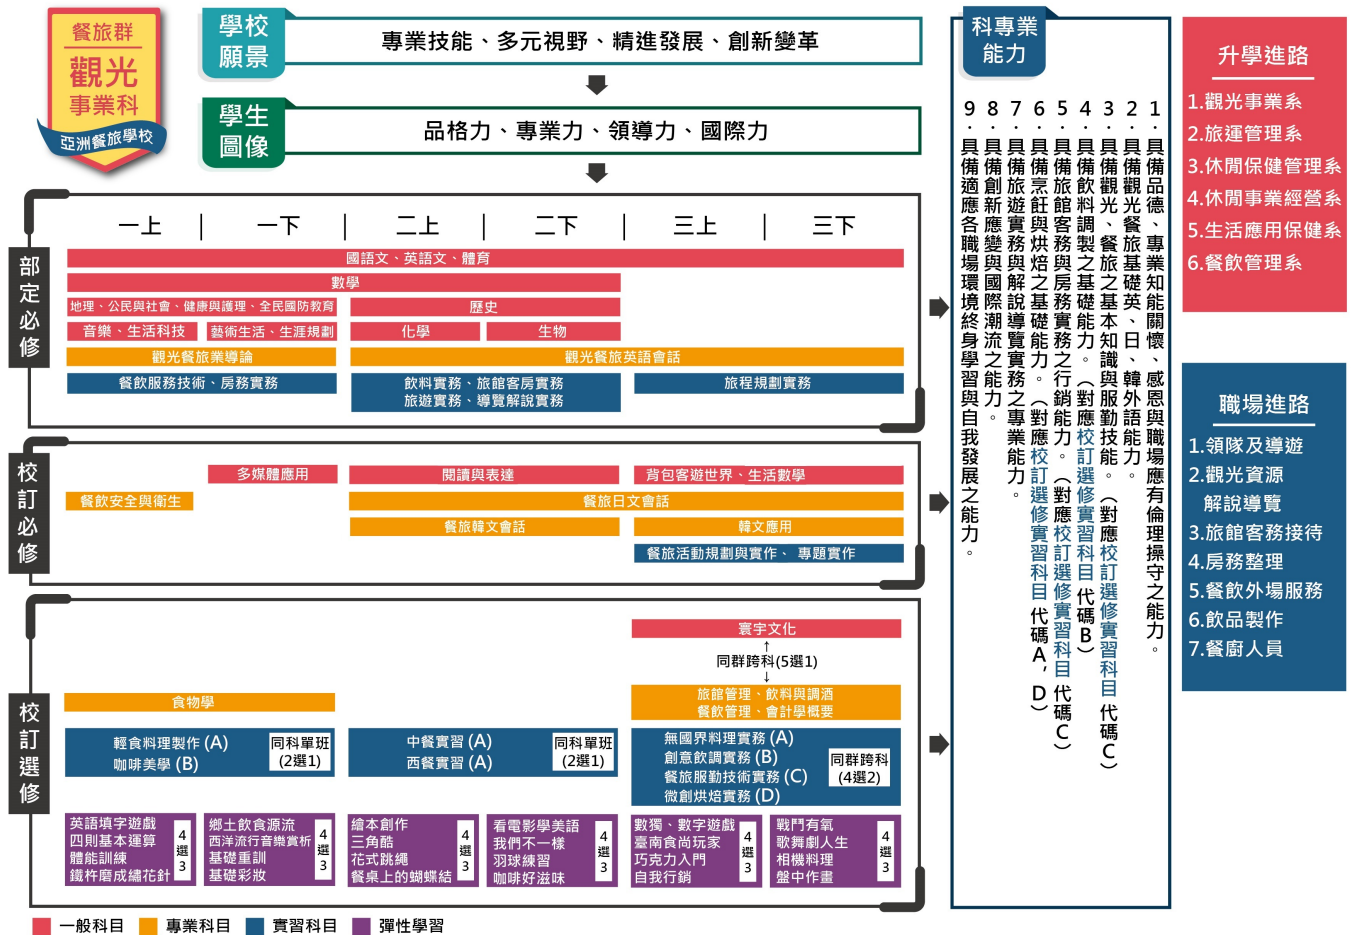 餐旅群
觀光
事業科
亞洲餐旅學校
學校
願景
專業技能、多元視野、精進發展、創新變革
學生
圖像
品格力、專業力、領導力、國際力
部定必修
一上
一下
二上
二下
三上
三下
國語文、英語文、體育
數學
地理、公民與社會、健康與護理、全民國防教育
歷史
音樂、生活科技
藝術生活、生涯規劃
化學
生物
觀光餐旅業導論
觀光餐旅英語會話
餐飲服務技術、房務實務
飲料實務、旅館客房實務
旅遊實務、導覽解說實務
旅程規劃實務
校訂必修
多媒體應用
閱讀與表達
背包客遊世界、生活數學
餐飲安全與衛生
餐旅日文會話
餐旅韓文會話
韓文應用
餐旅活動規劃與實作、 專題實作
校訂選修
寰宇文化
↑
同群跨科(5選1)
↓
食物學
旅館管理、飲料與調酒
餐飲管理、會計學概要
輕食料理製作 (A)
咖啡美學 (B)
同科單班
(2選1)
中餐實習 (A)
西餐實習 (A)
同科單班
(2選1)
無國界料理實務 (A)
創意飲調實務 (B)
餐旅服勤技術實務 (C)
微創烘焙實務 (D)
同群跨科
(4選2)
英語填字遊戲
四則基本運算
體能訓練
鐵杵磨成繡花針
4選3
鄉土飲食源流
西洋流行音樂賞析
基礎重訓
基礎彩妝
4選3
繪本創作
三角酷
花式跳繩
餐桌上的蝴蝶結
4選3
看電影學美語
我們不一樣
羽球練習
咖啡好滋味
4選3
數獨、數字遊戲
臺南食尚玩家
巧克力入門
自我行銷
4選3
戰鬥有氧
歌舞劇人生
相機料理
盤中作畫
4選3
一般科目
專業科目
實習科目
彈性學習
科專業
能力
1.具備品德、專業知能關懷、感恩與職場應有倫理操守之能力。
2.具備觀光餐旅基礎英、日、韓外語能力。
3.具備觀光、餐旅之基本知識與服勤技能。(對應校訂選修實習科目 代碼C)
4.具備飲料調製之基礎能力。(對應校訂選修實習科目 代碼B)
5.具備旅館客務與房務實務之行銷能力。(對應校訂選修實習科目 代碼C)
6.具備烹飪與烘焙之基礎能力。(對應校訂選修實習科目 代碼A, D)
7.具備旅遊實務與解說導覽實務之專業能力。
8.具備創新應變與國際潮流之能力。
9.具備適應各職場環境終身學習與自我發展之能力。
升學進路
1.觀光事業系
2.旅運管理系
3.休閒保健管理系
4.休閒事業經營系
5.生活應用保健系
6.餐飲管理系
職場進路
1.領隊及導遊
2.觀光資源
解說導覽
3.旅館客務接待
4.房務整理
5.餐飲外場服務
6.飲品製作
7.餐廚人員